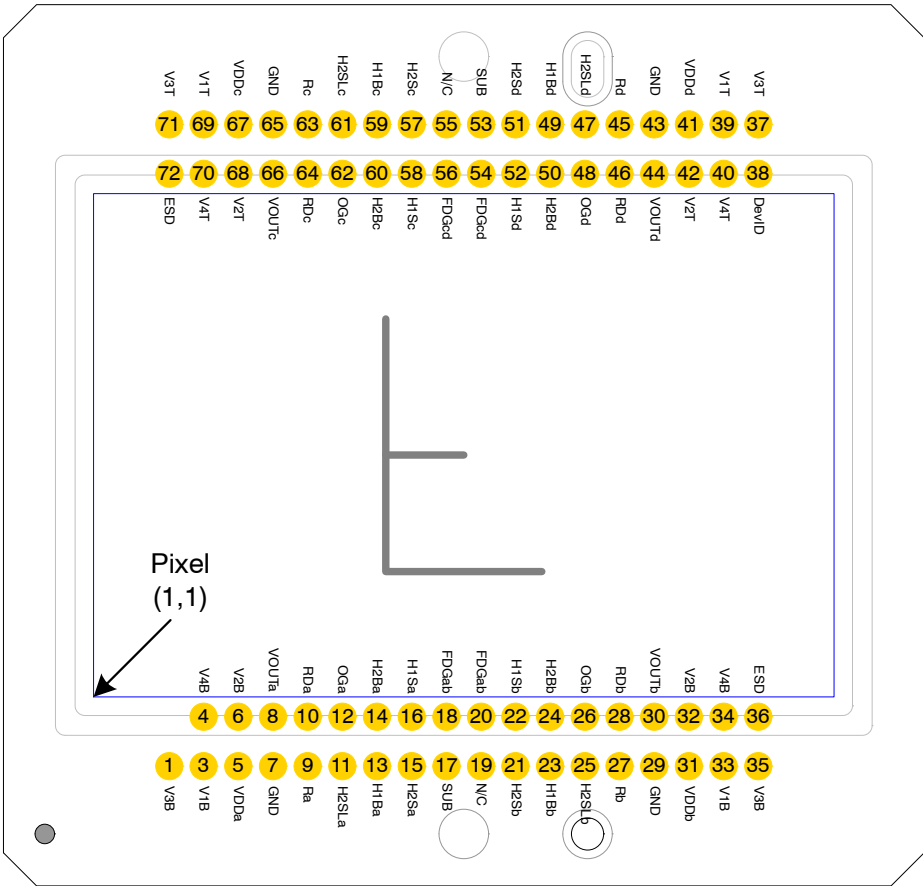 V3T V1T VDDc GND Rc H2SLc H1Bc H2Sc N/C SUB H2Sd H1Bd H2SLd Rd GND VDDd V1T V3T
71 69 67 65 63 61 59 57 55 53 51 49 47 45 43 41 39 37
72 70 68 66 64 62 60 58 56 54 52 50 48 46 44 42 40 38
ESD V4T V2T VOUTc RDc OGc H2Bc H1Sc FDGcd FDGcd H1Sd H2Bd OGd RDd VOUTd V2T V4T DevID
Pixel
(1,1)
V4B V2B VOUTa RDa OGa H2Ba H1Sa FDGab FDGab H1Sb H2Bb OGb RDb VOUTb V2B V4B ESD
4 6 8 10 12 14 16 18 20 22 24 26 28 30 32 34 36
1 3 5 7 9 11 13 15 17 19 21 23 25 27 29 31 33 35
V3B V1B VDDa GND Ra H2SLa H1Ba H2Sa SUB N/C H2Sb H1Bb H2SLb Rb GND VDDb V1B V3B